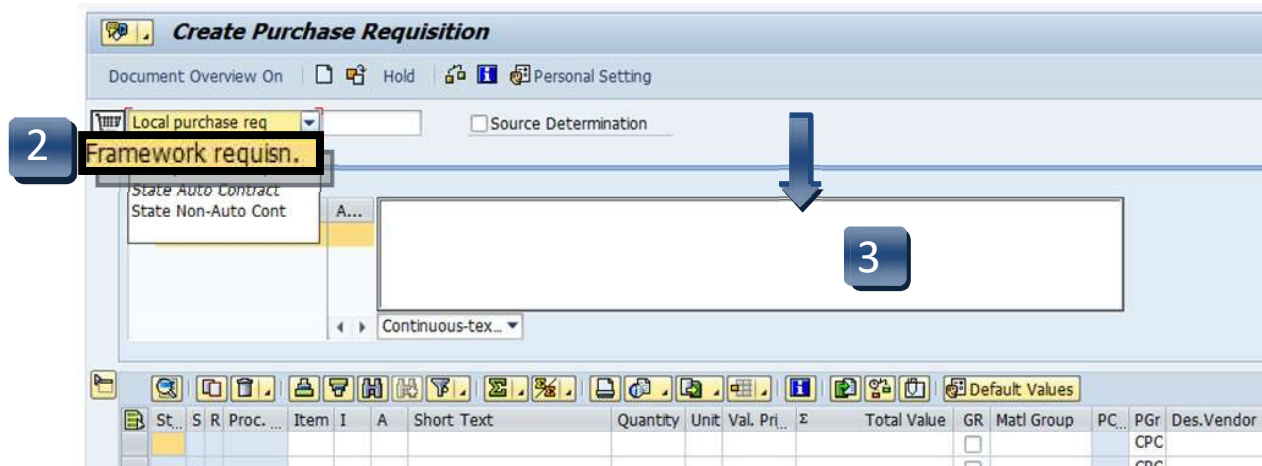 Create Purchase Requisition
Document Overview On Hold Personal Setting
Local purchase req Source Determination
2
Framework requisn.
State Auto Contract
State Non-Auto Cont A...
3
Continuous-tex...
Default Values
St... S R Proc. ... Item I A Short Text Quantity Unit Val. Pri... Σ Total Value GR Matl Group PC... PGr Des.Vendor
CPC
CPC